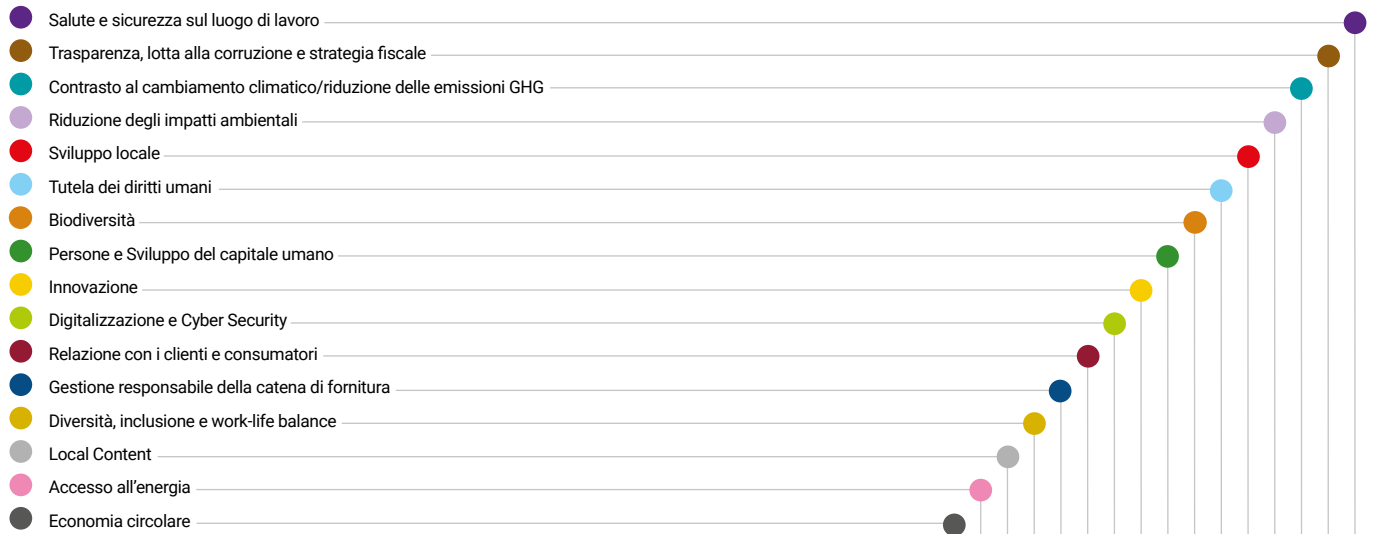 Salute e sicurezza sul luogo di lavoro
Trasparenza, lotta alla corruzione e strategia fiscale
Contrasto al cambiamento climatico/riduzione delle emissioni GHG
Riduzione degli impatti ambientali
Sviluppo locale
Tutela dei diritti umani
Biodiversità
Persone e Sviluppo del capitale umano
Innovazione
Digitalizzazione e Cyber Security
Relazione con i clienti e consumatori
Gestione responsabile della catena di fornitura
Diversità, inclusione e work-life balance
Local Content
Accesso all'energia
Economia circolare